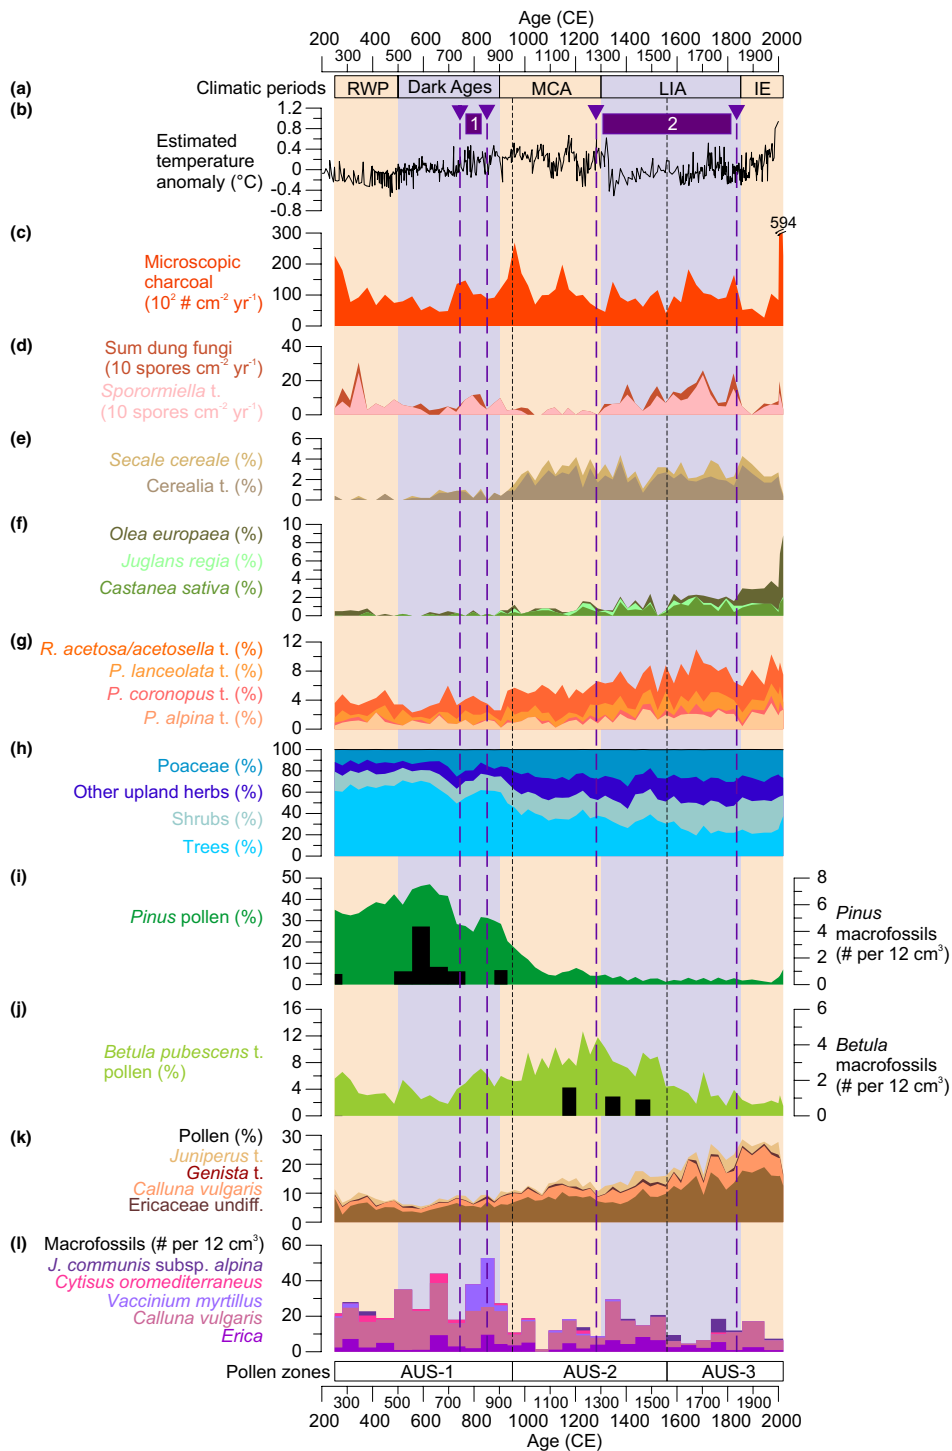 Age (CE)
200 400 600 800 1000 1200 1400 1600 1800 2000
300 500 700 900 1100 1300 1500 1700 1900
(a) Climatic periods RWP Dark Ages MCA LIA IE
(b)
Estimated
temperature
anomaly (°C)
1.2
0.8
0.4
0
-0.4
-0.8
1 2
594
(c)
Microscopic
charcoal
(10² # cm⁻² yr⁻¹)
300
200
100
0
(d)
Sum dung fungi
(10 spores cm⁻² yr⁻¹)
Sporormiella t.
(10 spores cm⁻² yr⁻¹)
40
20
0
(e)
Secale cereale (%)
Cerealia t. (%)
6
4
2
0
(f)
Olea europaea (%)
Juglans regia (%)
Castanea sativa (%)
10
8
6
4
2
0
(g)
R. acetosa/acetosella t. (%)
P. lanceolata t. (%)
P. coronopus t. (%)
P. alpina t. (%)
12
8
4
0
(h)
Poaceae (%)
Other upland herbs (%)
Shrubs (%)
Trees (%)
100
80
60
40
20
0
(i)
Pinus pollen (%)
50
40
30
20
10
0
8
6
4
2
0
Pinus
macrofossils
(# per 12 cm³)
(j)
Betula pubescens t.
pollen (%)
16
12
8
4
0
6
4
2
0
Betula
macrofossils
(# per 12 cm³)
(k)
Pollen (%)
Juniperus t.
Genista t.
Calluna vulgaris
Ericaceae undiff.
30
20
10
0
(l)
Macrofossils (# per 12 cm³)
J. communis subsp. alpina
Cytisus oromediterraneus
Vaccinium myrtillus
Calluna vulgaris
Erica
60
40
20
0
Pollen zones AUS-1 AUS-2 AUS-3
300 500 700 900 1100 1300 1500 1700 1900
200 400 600 800 1000 1200 1400 1600 1800 2000
Age (CE)